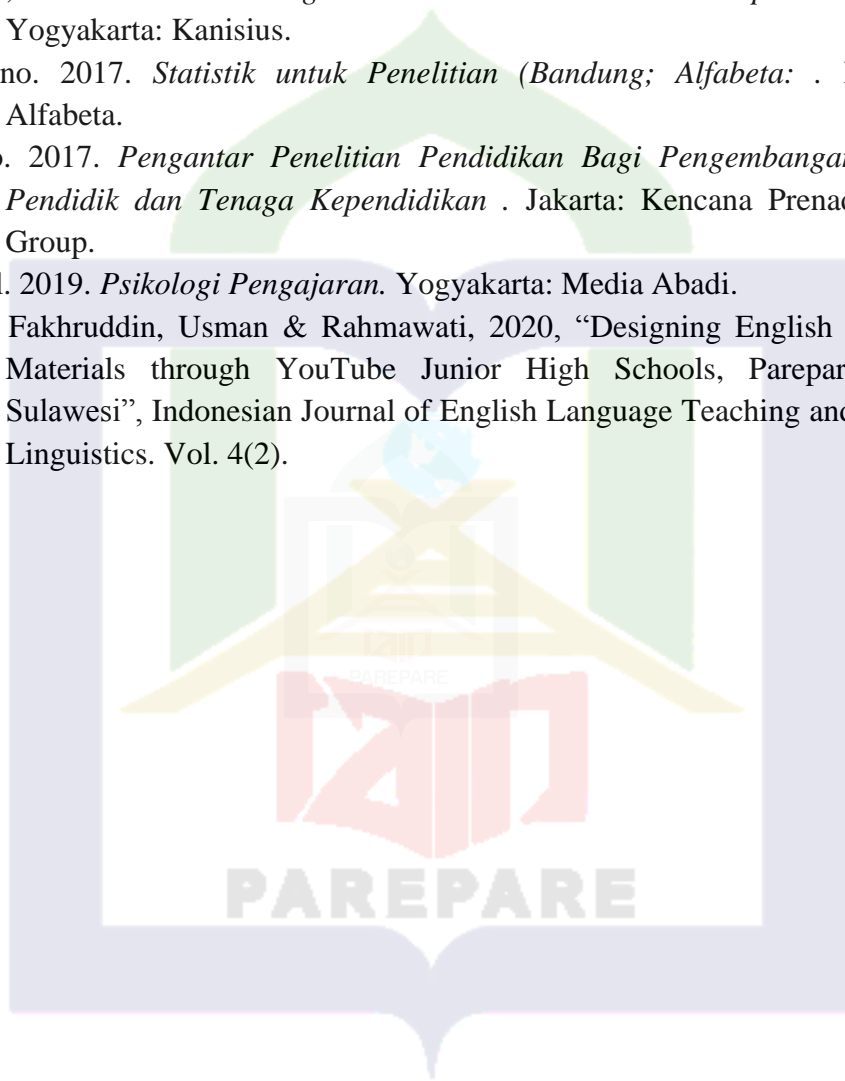 Yogyakarta: Kanisius.
no. 2017. Statistik untuk Penelitian (Bandung; Alfabeta: .
Alfabeta.
. 2017. Pengantar Penelitian Pendidikan Bagi Pengembangan
Pendidik dan Tenaga Kependidikan . Jakarta: Kencana
Group.
l. 2019. Psikologi Pengajaran. Yogyakarta: Media Abadi.
Fakhruddin, Usman & Rahmawati, 2020, “Designing English
Materials through YouTube Junior High Schools, Parepar
Sulawesi”, Indonesian Journal of English Language Teaching and
Linguistics. Vol. 4(2).
IAIN
PAREPARE
IAIN
PAREPARE